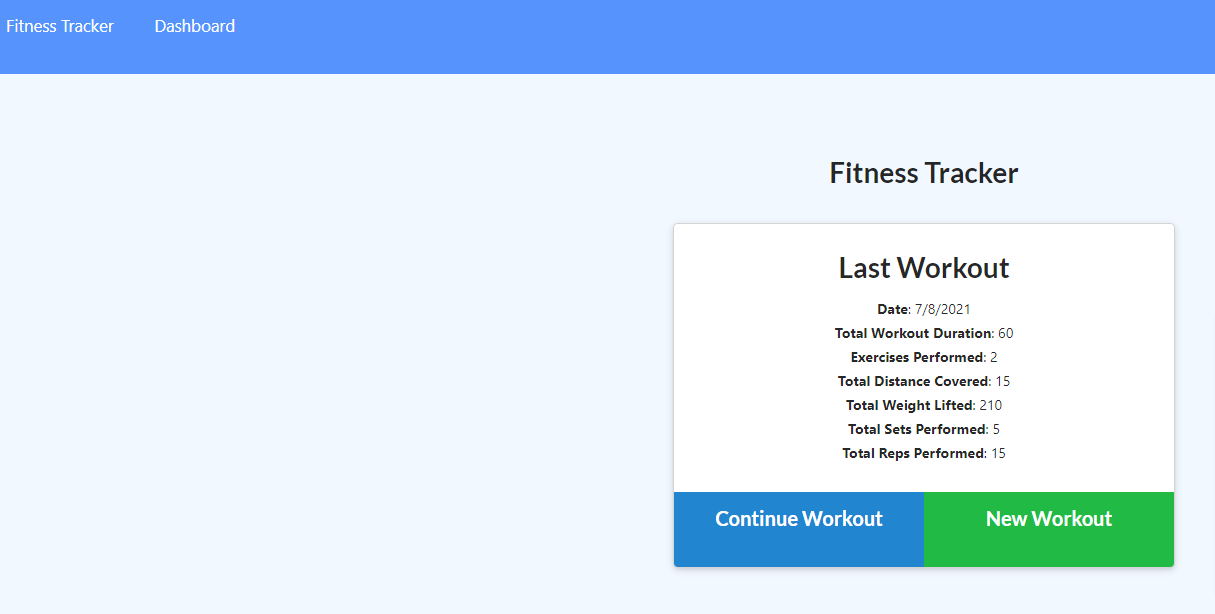 Fitness Tracker Dashboard
Fitness Tracker
Last Workout
Date: 7/8/2021
Total Workout Duration: 60
Exercises Performed: 2
Total Distance Covered: 15
Total Weight Lifted: 210
Total Sets Performed: 5
Total Reps Performed: 15
Continue Workout New Workout